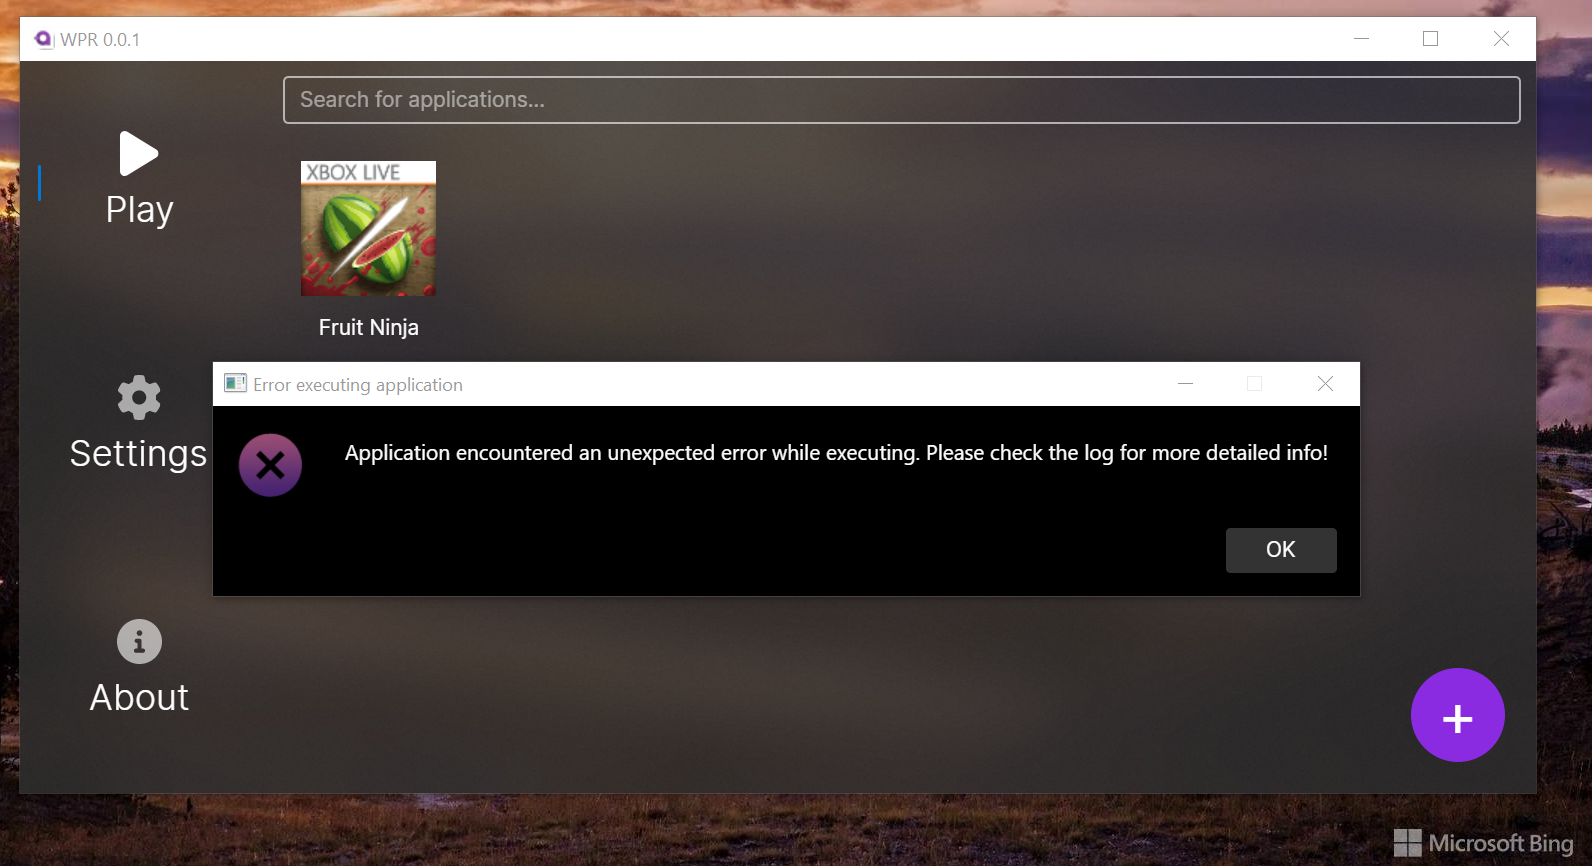 WPR 0.0.1
Search for applications...
Play
XBOX LIVE
Fruit Ninja
Error executing application
Settings
Application encountered an unexpected error while executing. Please check the log for more detailed info!
OK
About
Microsoft Bing